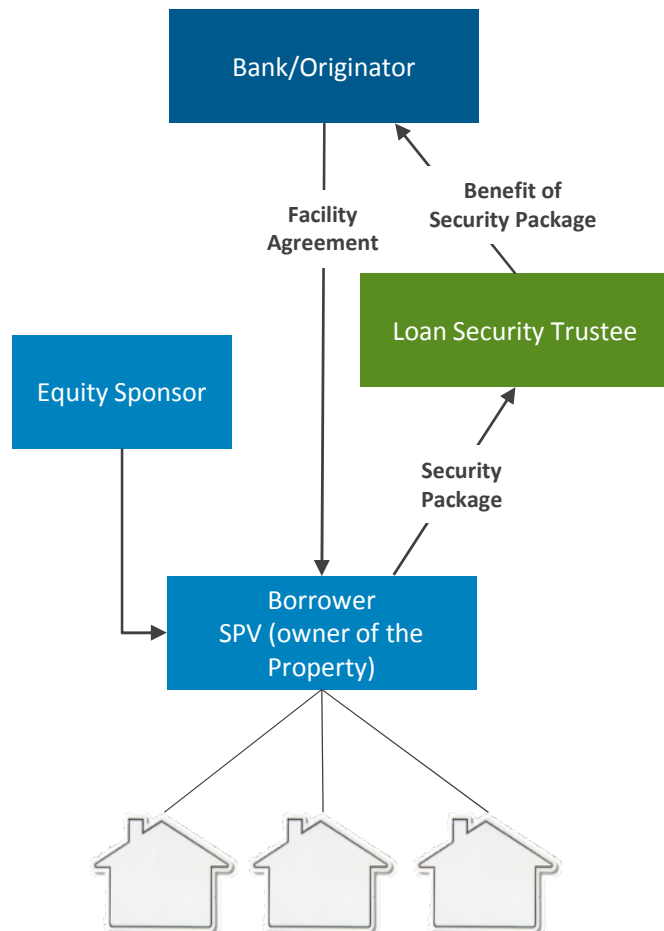 Bank/Originator
Benefit of
Security Package
Facility
Agreement
Loan Security Trustee
Equity Sponsor
Security
Package
Borrower
SPV (owner of the
Property)